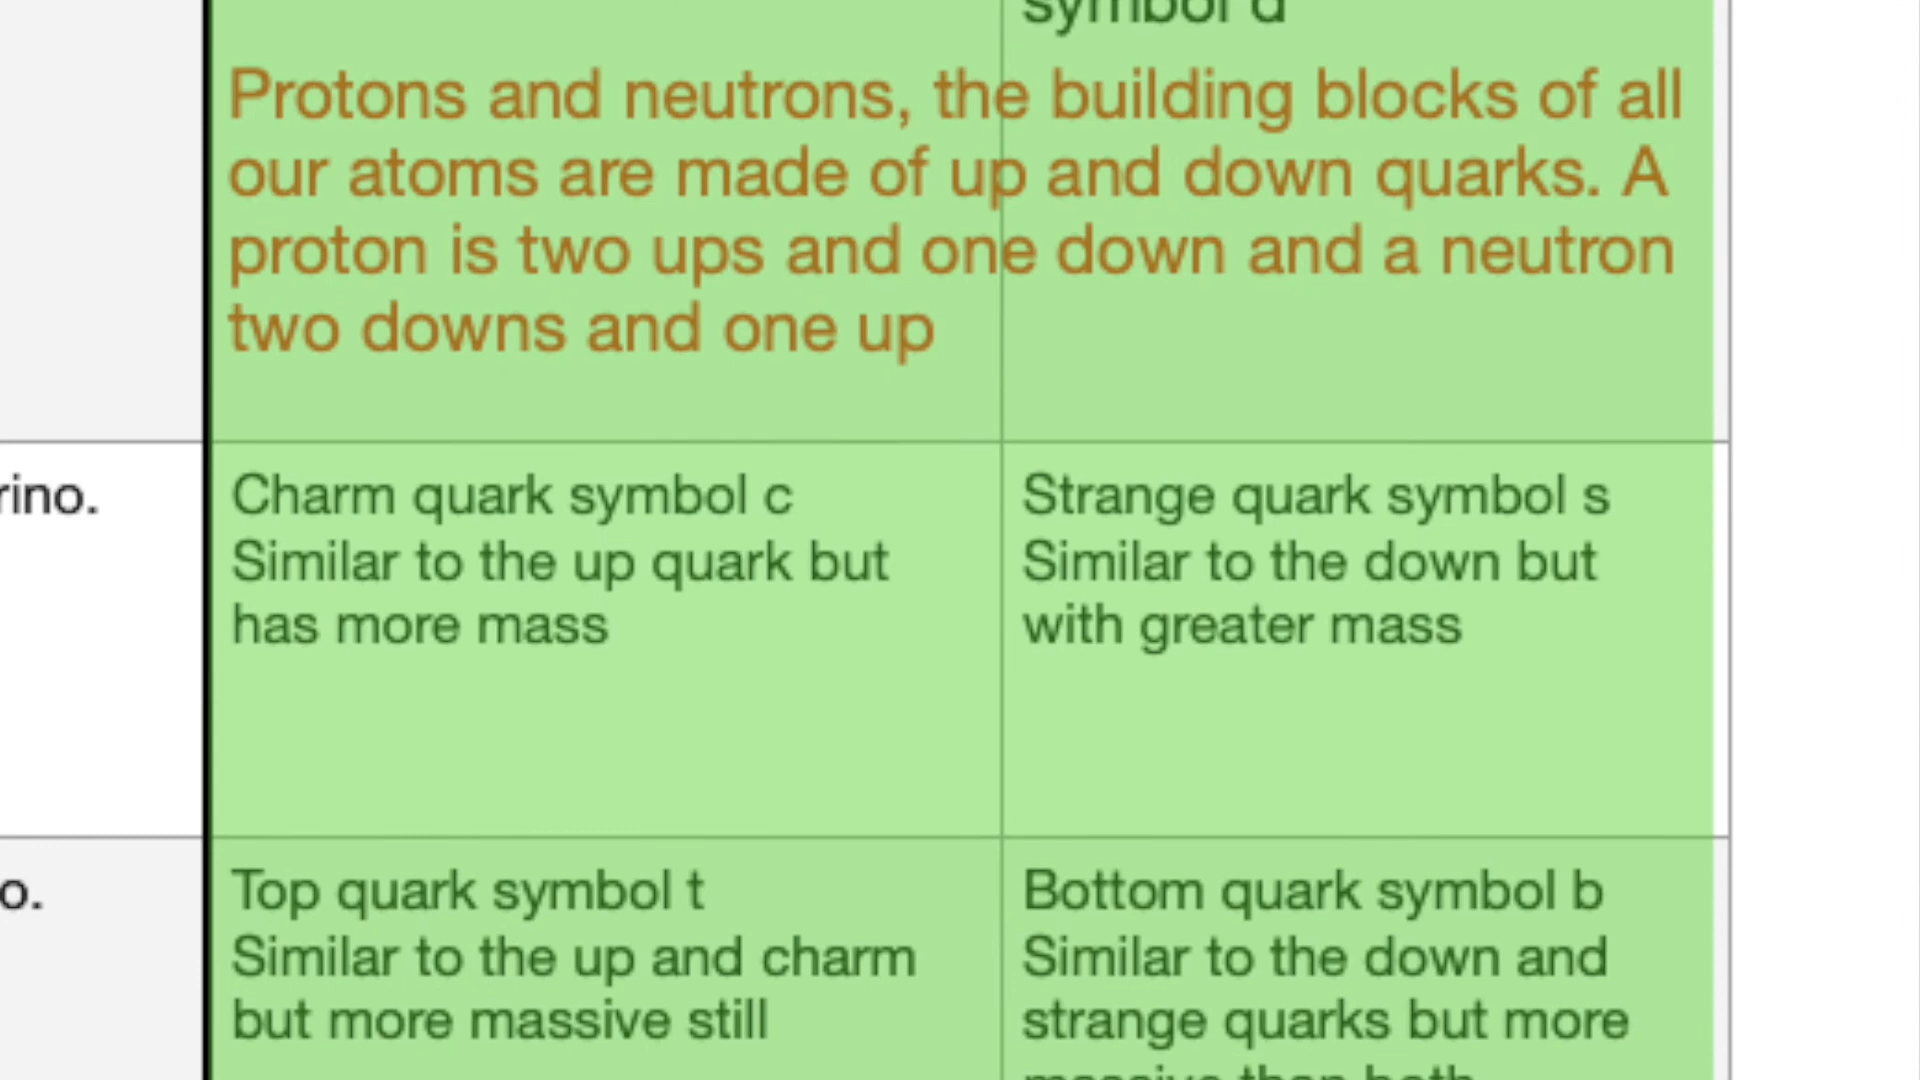 symbol d
Protons and neutrons, the building blocks of all
our atoms are made of up and down quarks. A
proton is two ups and one down and a neutron
two downs and one up
rino.
Charm quark symbol c
Similar to the up quark but
has more mass
Strange quark symbol s
Similar to the down but
with greater mass
o.
Top quark symbol t
Similar to the up and charm
but more massive still
Bottom quark symbol b
Similar to the down and
strange quarks but more
massive than both